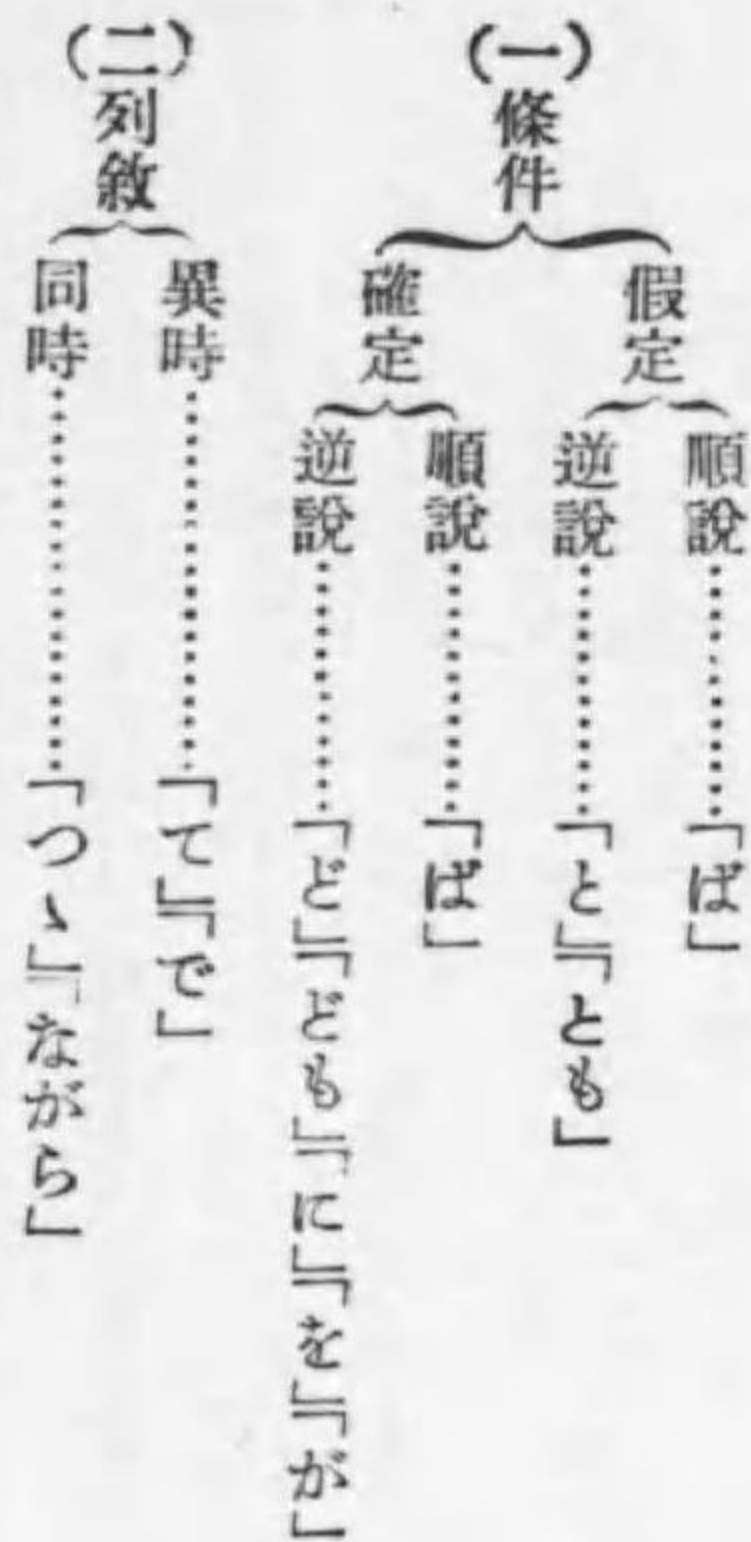 (一)條件
假定
順說…………「ば」
逆說…………「と」「とも」
確定
順說…………「ば」
逆說…………「ど」「ども」「に」「を」「が」
(二)列敘
異時………………「て」「で」
同時………………「つゝ」「ながら」